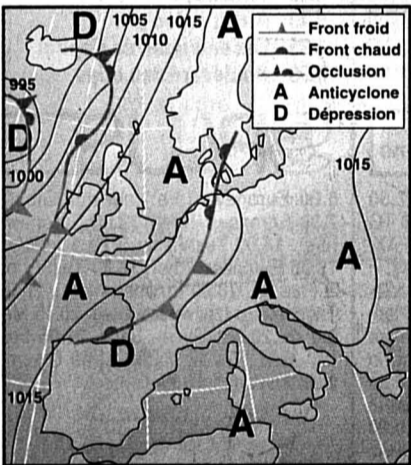 D
1005
1015
1010
A
Front froid
Front chaud
Occlusion
A Anticyclone
D Dépression
995
D
1000
A
1015
A
A
A
D
1015
A